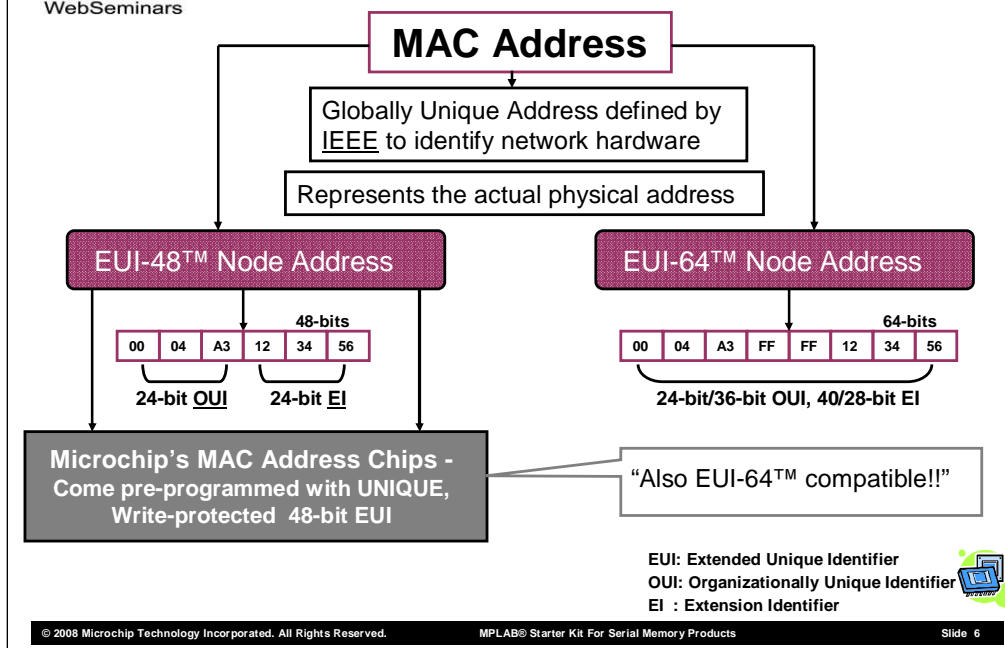 WebSeminars
MAC Address
Globally Unique Address defined by
IEEE to identify network hardware
Represents the actual physical address
EUI-48™ Node Address
EUI-64™ Node Address
48-bits
00 04 A3 12 34 56
24-bit OUI 24-bit EI
64-bits
00 04 A3 FF FF 12 34 56
24-bit/36-bit OUI, 40/28-bit EI
Microchip's MAC Address Chips -
Come pre-programmed with UNIQUE,
Write-protected 48-bit EUI
“Also EUI-64™ compatible!!”
EUI: Extended Unique Identifier
OUI: Organizationally Unique Identifier
EI : Extension Identifier
© 2008 Microchip Technology Incorporated. All Rights Reserved. MPLAB® Starter Kit For Serial Memory Products Slide 6